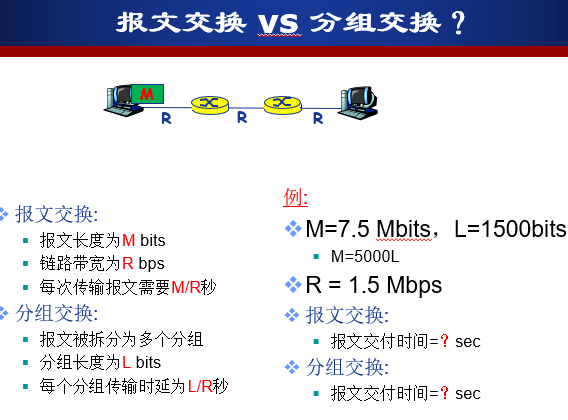 报文交换 vs 分组交换？
M
R
R
R
报文交换:
报文长度为M bits
链路带宽为R bps
每次传输报文需要M/R秒
分组交换:
报文被拆分为多个分组
分组长度为L bits
每个分组传输时延为L/R秒
例:
M=7.5 Mbits，L=1500bits
M=5000L
R = 1.5 Mbps
报文交换:
报文交付时间=？ sec
分组交换:
报文交付时间=？ sec